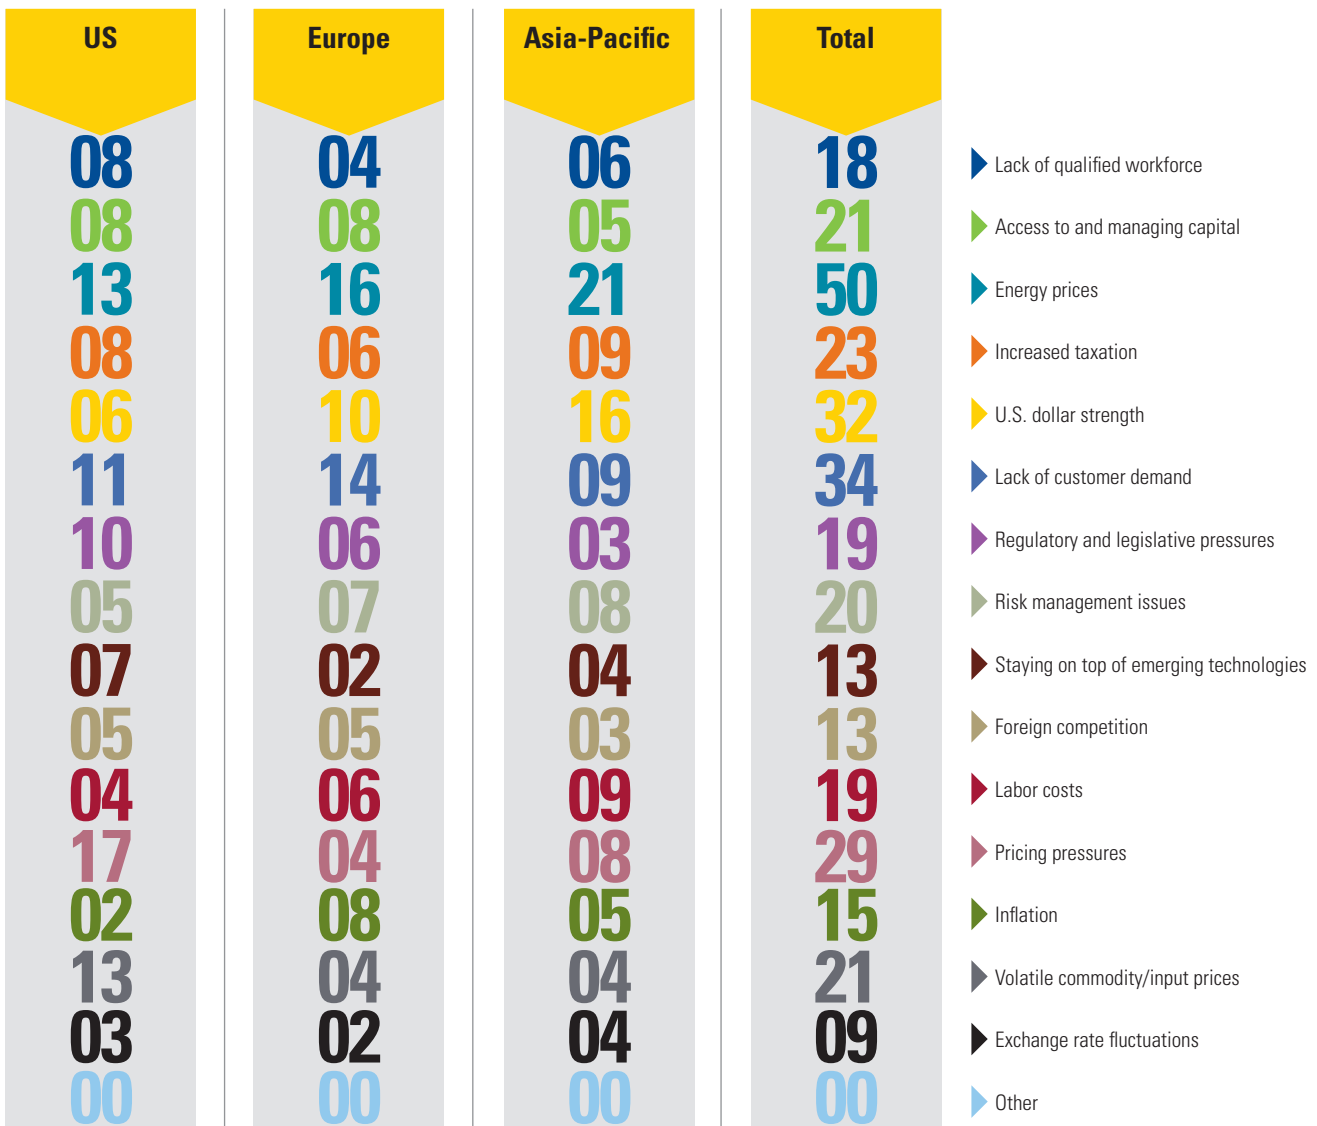 US Europe Asia-Pacific Total
08 04 06 18 Lack of qualified workforce
08 08 05 21 Access to and managing capital
13 16 21 50 Energy prices
08 06 09 23 Increased taxation
06 10 16 32 U.S. dollar strength
11 14 09 34 Lack of customer demand
10 06 03 19 Regulatory and legislative pressures
05 07 08 20 Risk management issues
07 02 04 13 Staying on top of emerging technologies
05 05 03 13 Foreign competition
04 06 09 19 Labor costs
17 04 08 29 Pricing pressures
02 08 05 15 Inflation
13 04 04 21 Volatile commodity/input prices
03 02 04 09 Exchange rate fluctuations
00 00 00 00 Other